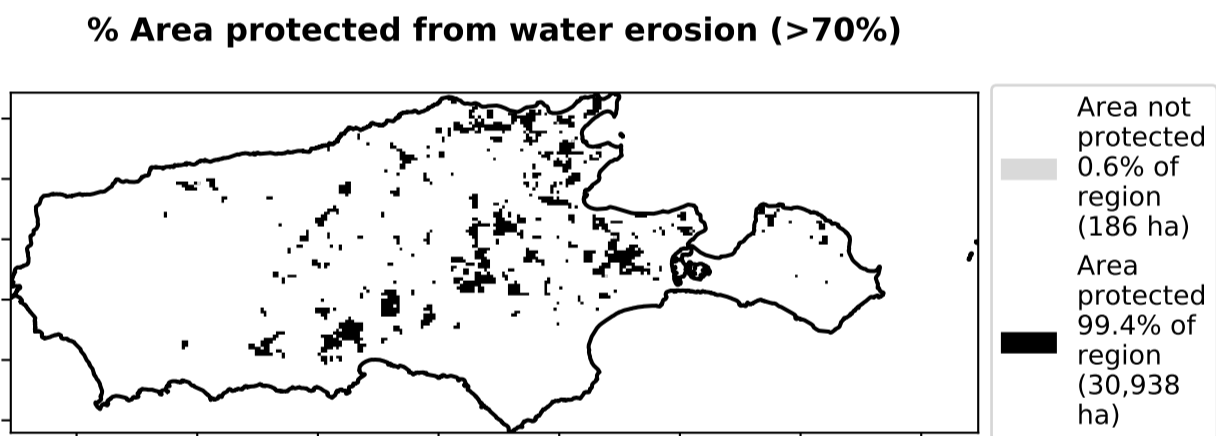 % Area protected from water erosion (>70%)
Area not
protected
0.6% of
region
(186 ha)
Area
protected
99.4% of
region
(30,938
ha)